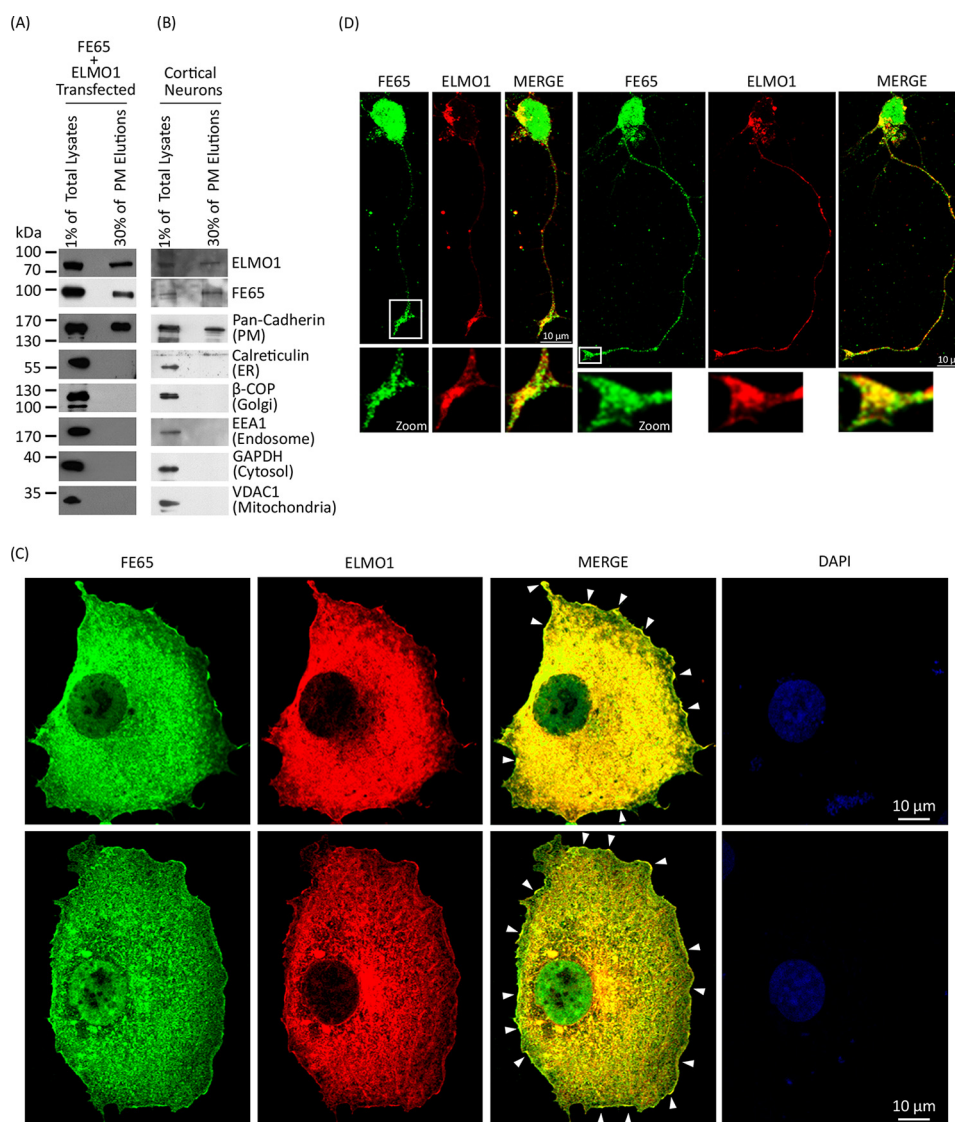 (A)
FE65
+
ELMO1
Transfected
1% of Total Lysates
30% of PM Elutions
kDa
100
70
100
170
130
55
130
100
170
40
35
(B)
Cortical
Neurons
1% of Total Lysates
30% of PM Elutions
ELMO1
FE65
Pan-Cadherin
(PM)
Calreticulin
(ER)
β-COP
(Golgi)
EEA1
(Endosome)
GAPDH
(Cytosol)
VDAC1
(Mitochondria)
(D)
FE65 ELMO1 MERGE FE65 ELMO1 MERGE
10 µm
10 µm
Zoom
Zoom
(C)
FE65 ELMO1 MERGE DAPI
10 µm
10 µm